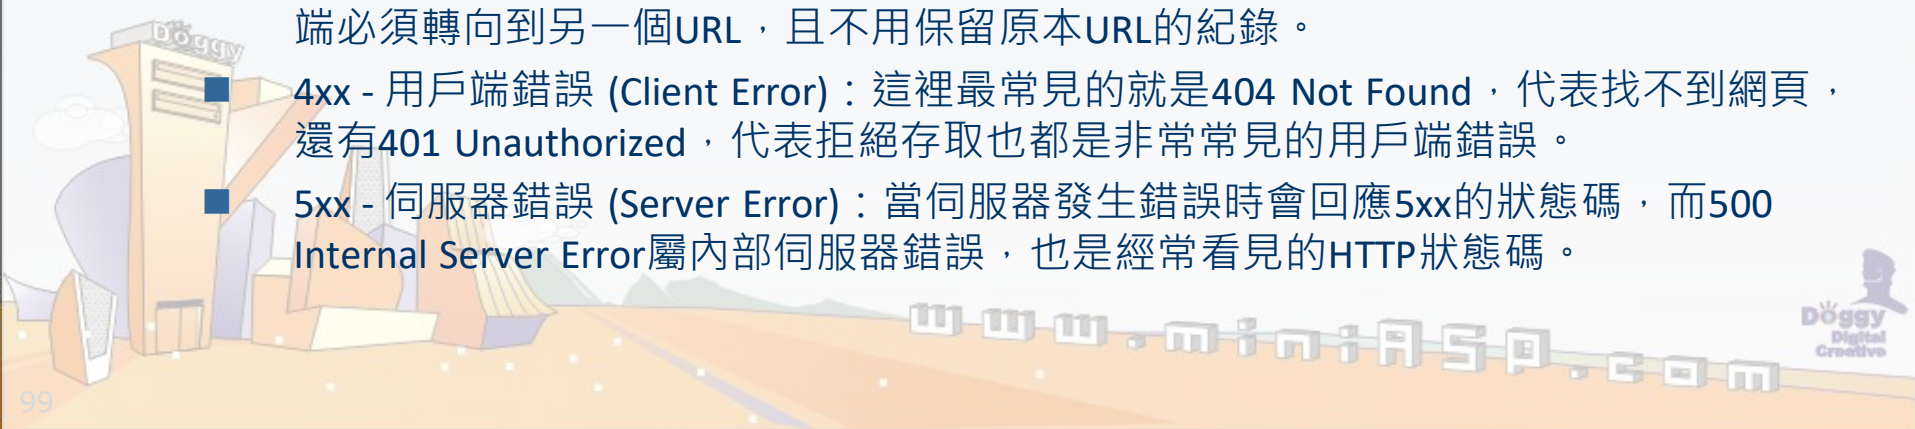 Döggy
端必須轉向到另一個URL，且不用保留原本URL的紀錄。
4xx - 用戶端錯誤 (Client Error)：這裡最常見的就是404 Not Found，代表找不到網頁，
還有401 Unauthorized，代表拒絕存取也都是非常常見的用戶端錯誤。
5xx - 伺服器錯誤 (Server Error)：當伺服器發生錯誤時會回應5xx的狀態碼，而500
Internal Server Error屬內部伺服器錯誤，也是經常看見的HTTP狀態碼。
www.miniASP.com
Döggy
Digital
Creative
99